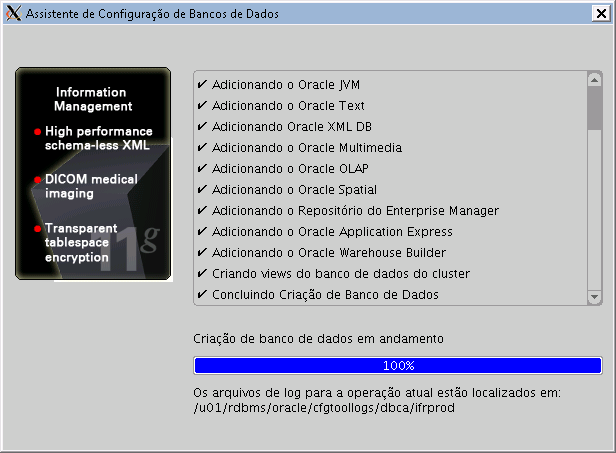 Assistente de Configuração de Bancos de Dados
Information
Management
High performance
schema-less XML
DICOM medical
imaging
Transparent
tablespace
encryption
11g
Adicionando o Oracle JVM
Adicionando o Oracle Text
Adicionando Oracle XML DB
Adicionando o Oracle Multimedia
Adicionando o Oracle OLAP
Adicionando o Oracle Spatial
Adicionando o Repositório do Enterprise Manager
Adicionando o Oracle Application Express
Adicionando o Oracle Warehouse Builder
Criando views do banco de dados do cluster
Concluindo Criação de Banco de Dados
Criação de banco de dados em andamento
100%
Os arquivos de log para a operação atual estão localizados em:
/u01/rdbms/oracle/cfgtoollogs/dbca/ifrprod